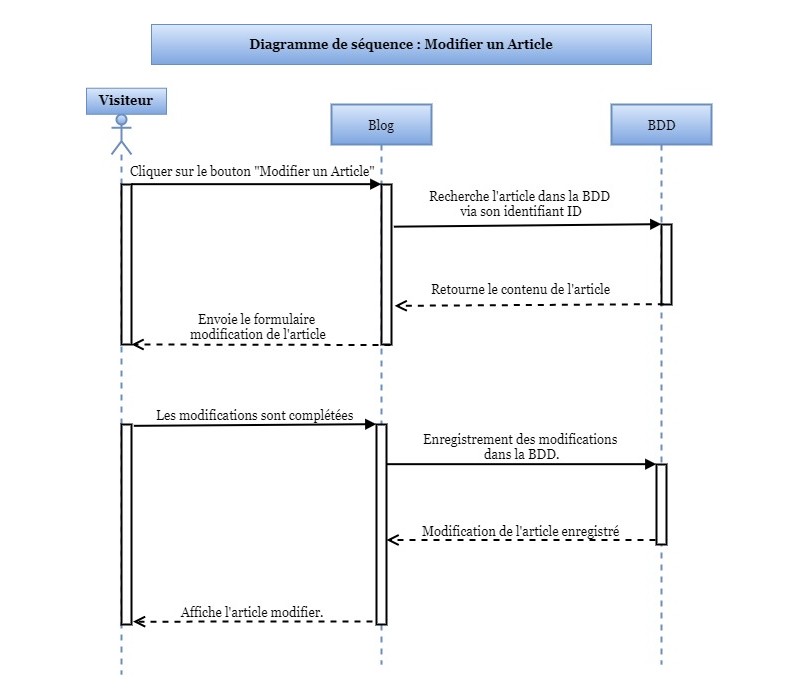 Diagramme de séquence : Modifier un Article
Visiteur
Blog
BDD
Cliquer sur le bouton "Modifier un Article"
Recherche l'article dans la BDD
via son identifiant ID
Retourne le contenu de l'article
Envoie le formulaire
modification de l'article
Les modifications sont complétées
Enregistrement des modifications
dans la BDD.
Modification de l'article enregistré
Affiche l'article modifier.